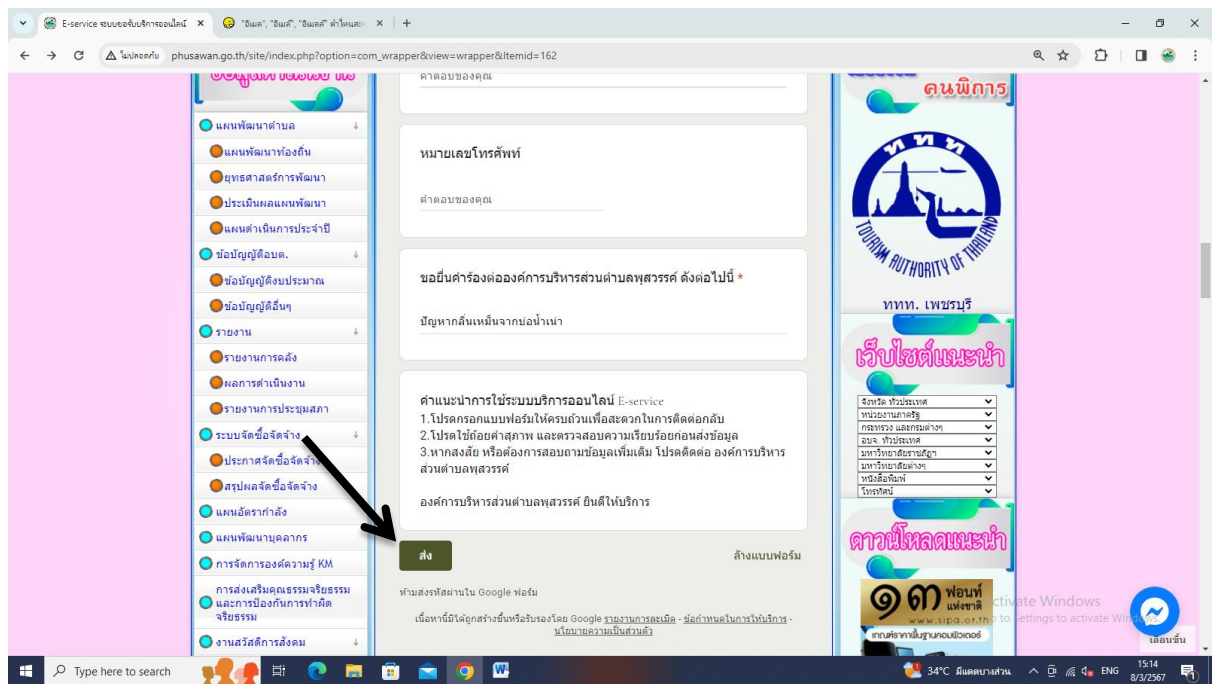 E-service ระบบขอรับบริการออนไลน์
"อีเมล", "อีเมล์", "อีเมลล์" คำไหนสะ
ไม่ปลอดภัย phusawan.go.th/site/index.php?option=com_wrapper&view=wrapper&Itemid=162
แผนพัฒนาตำบล
แผนพัฒนาท้องถิ่น
ยุทธศาสตร์การพัฒนา
ประเมินผลแผนพัฒนา
แผนดำเนินการประจำปี
ข้อบัญญัติอบต.
ข้อบัญญัติงบประมาณ
ข้อบัญญัติอื่นๆ
รายงาน
รายงานการคลัง
ผลการดำเนินงาน
รายงานการประชุมสภา
ระบบจัดซื้อจัดจ้าง
ประกาศจัดซื้อจัดจ้าง
สรุปผลจัดซื้อจัดจ้าง
แผนอัตรากำลัง
แผนพัฒนาบุคลากร
การจัดการองค์ความรู้ KM
การส่งเสริมคุณธรรมจริยธรรม
และการป้องกันการทำผิด
จริยธรรม
งานสวัสดิการสังคม
คำตอบของคุณ
หมายเลขโทรศัพท์
คำตอบของคุณ
ขอยื่นคำร้องต่อองค์การบริหารส่วนตำบลพุสวรรค์ ดังต่อไปนี้ *
ปัญหากลิ่นเหม็นจากบ่อน้ำเน่า
คำแนะนำการใช้ระบบบริการออนไลน์ E-service
1.โปรดกรอกแบบฟอร์มให้ครบถ้วนเพื่อสะดวกในการติดต่อกลับ
2.โปรดใช้ถ้อยคำสุภาพ และตรวจสอบความเรียบร้อยก่อนส่งข้อมูล
3.หากสงสัย หรือต้องการสอบถามข้อมูลเพิ่มเติม โปรดติดต่อ องค์การบริหาร
ส่วนตำบลพุสวรรค์
องค์การบริหารส่วนตำบลพุสวรรค์ ยินดีให้บริการ
ส่ง
ล้างแบบฟอร์ม
ห้ามส่งรหัสผ่านใน Google ฟอร์ม
เนื้อหานี้มิได้ถูกสร้างขึ้นหรือรับรองโดย Google รายงานการละเมิด - ข้อกำหนดในการให้บริการ -
นโยบายความเป็นส่วนตัว
คนพิการ
ททท
TOURISM AUTHORITY OF THAILAND
ททท. เพชรบุรี
เว็บไซต์แนะนำ
จังหวัด ทั่วประเทศ
หน่วยงานภาครัฐ
กระทรวง และกรมต่างๆ
อบจ. ทั่วประเทศ
มหาวิทยาลัยราชภัฏฯ
มหาวิทยาลัยต่างๆ
หนังสือพิมพ์
โทรทัศน์
ดาวน์โหลดแนะนำ
๑๓ ฟอนท์
แห่งชาติ
www.sipa.or.th
เกณฑ์ราคากลางพื้นฐานคอมพิวเตอร์
Activate Windows
Go to Settings to activate Windows.
เลื่อนขึ้น
Type here to search
34°C มีแดดบางส่วน
ENG
15:14
8/3/2567